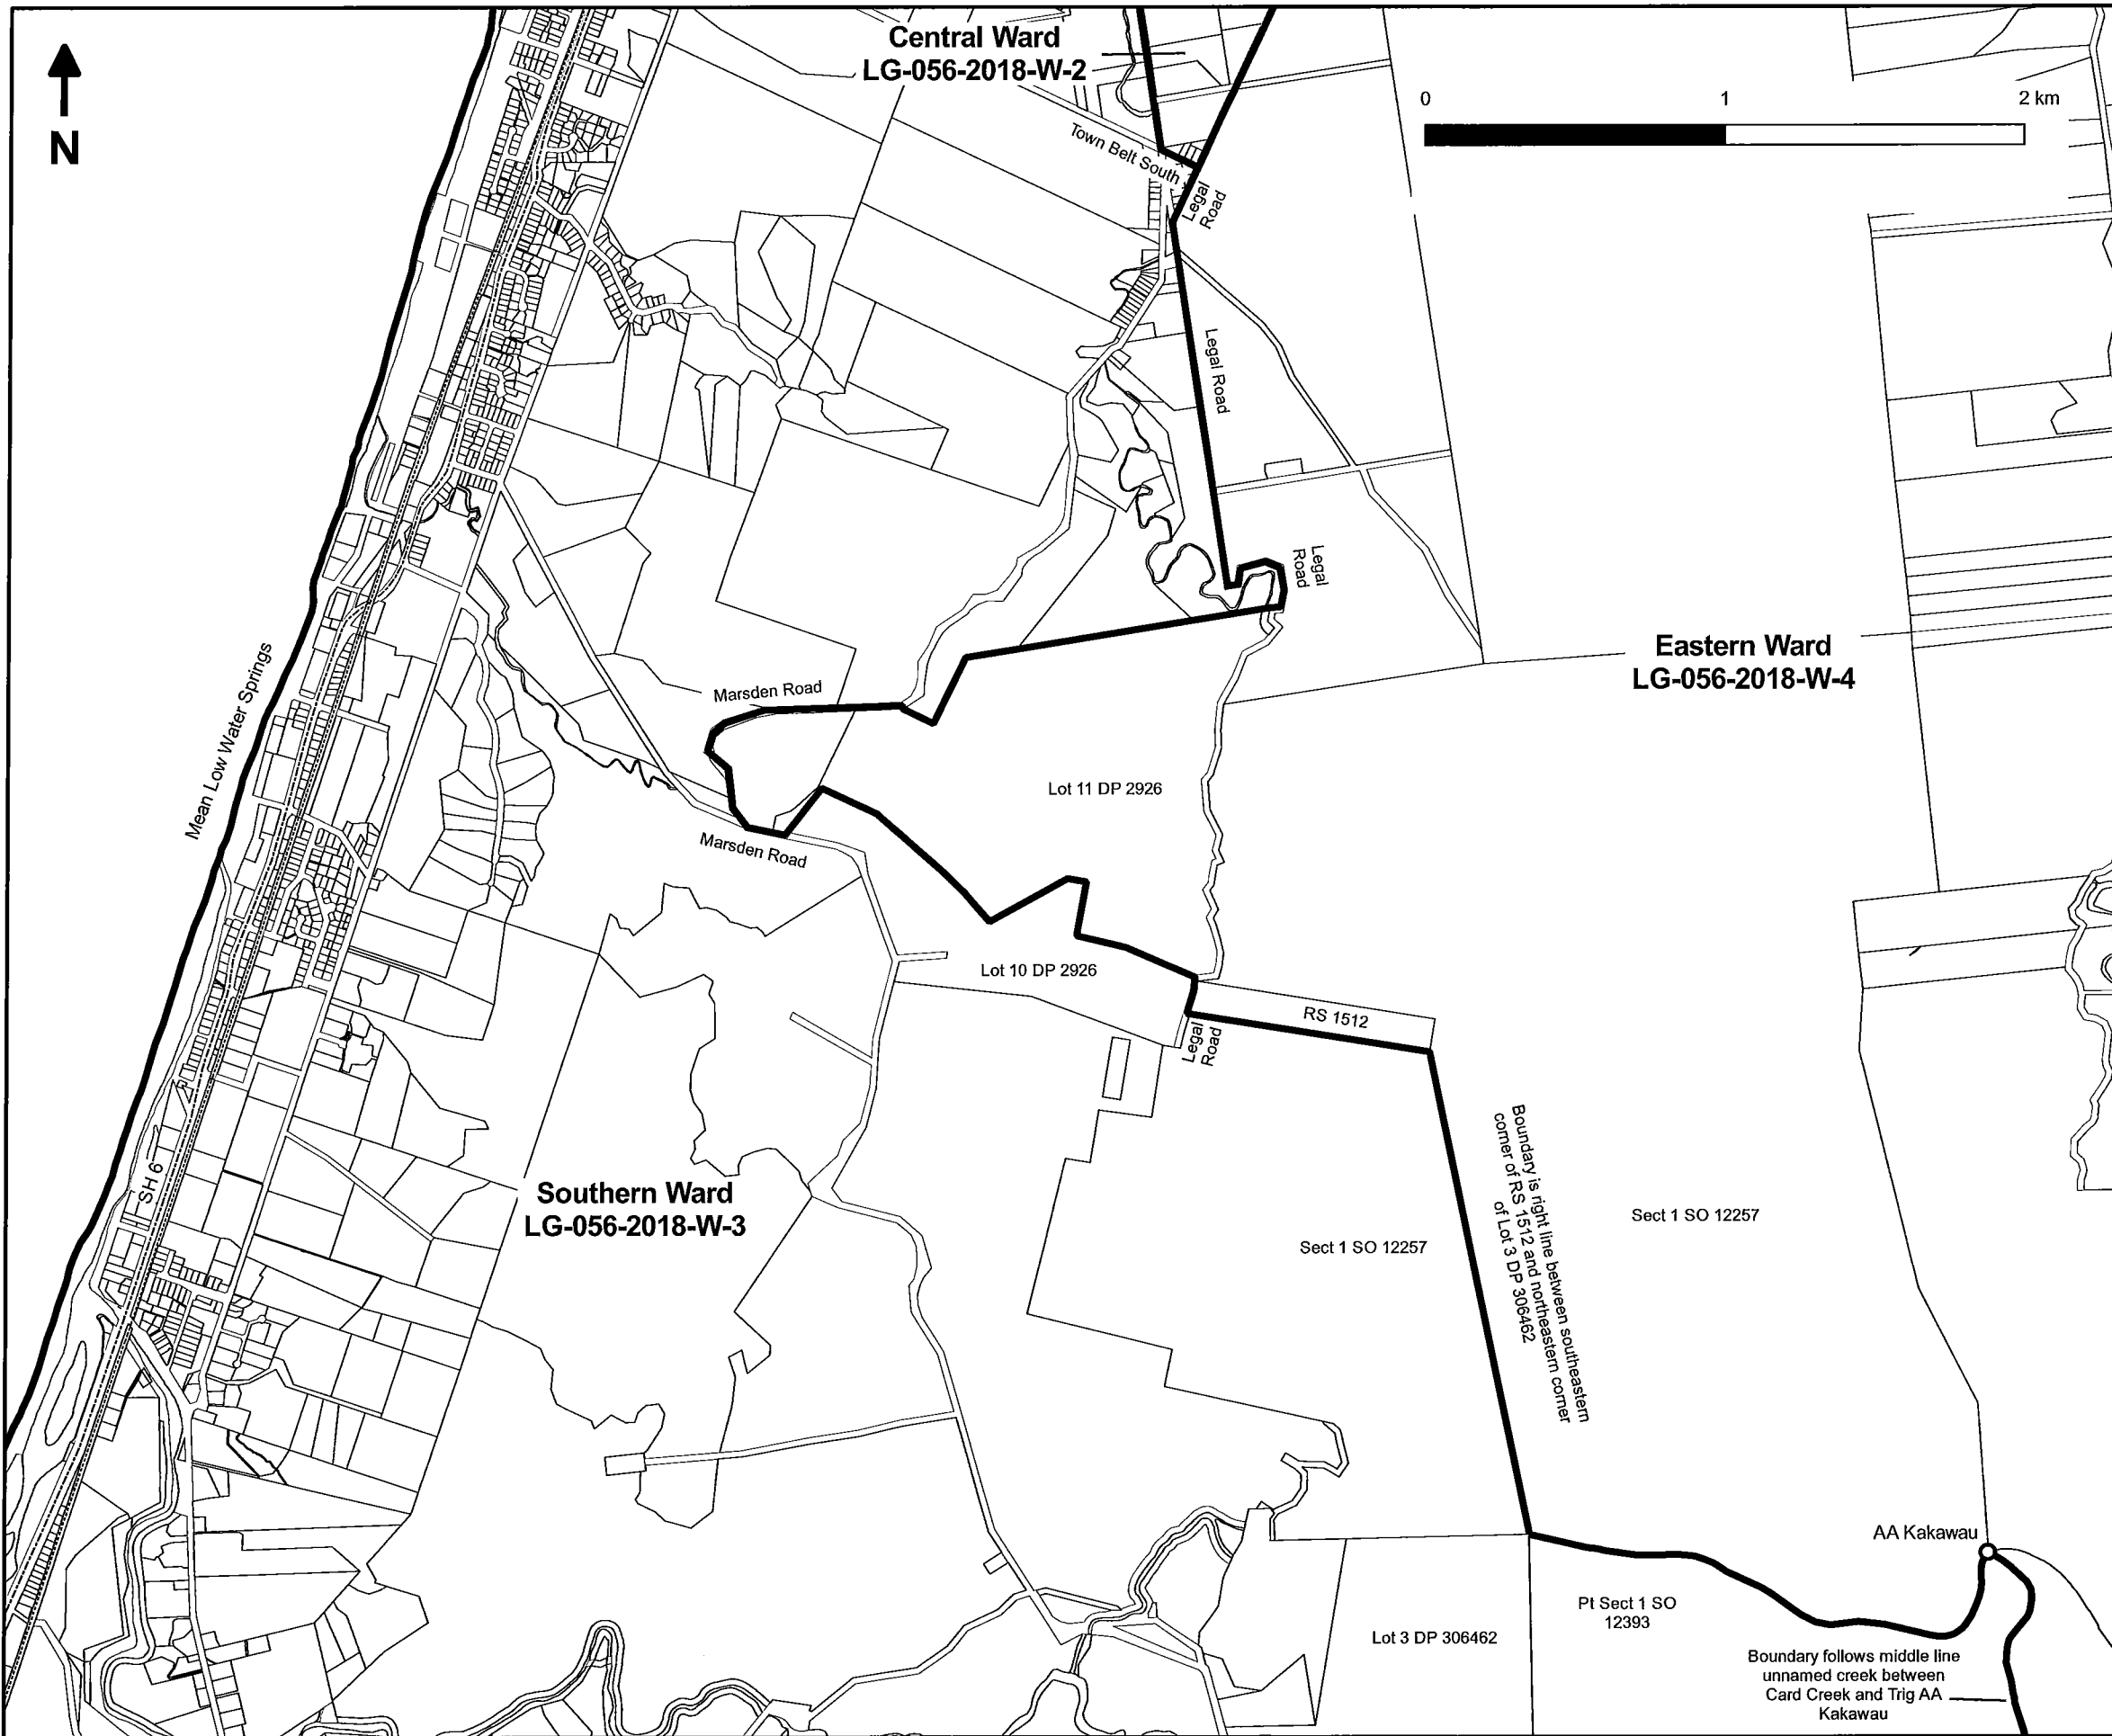 N
Central Ward
LG-056-2018-W-2
0 1 2 km
Town Belt South
Legal
Road
Legal Road
Legal
Road
Eastern Ward
LG-056-2018-W-4
Mean Low Water Springs
Marsden Road
Lot 11 DP 2926
Marsden Road
Lot 10 DP 2926
RS 1512
Legal
Road
Boundary is right line between southeastern
corner of RS 1512 and northeastern corner
of Lot 3 DP 306462
SH 6
Southern Ward
LG-056-2018-W-3
Sect 1 SO 12257
Sect 1 SO 12257
AA Kakawau
Pt Sect 1 SO
12393
Lot 3 DP 306462
Boundary follows middle line
unnamed creek between
Card Creek and Trig AA
Kakawau